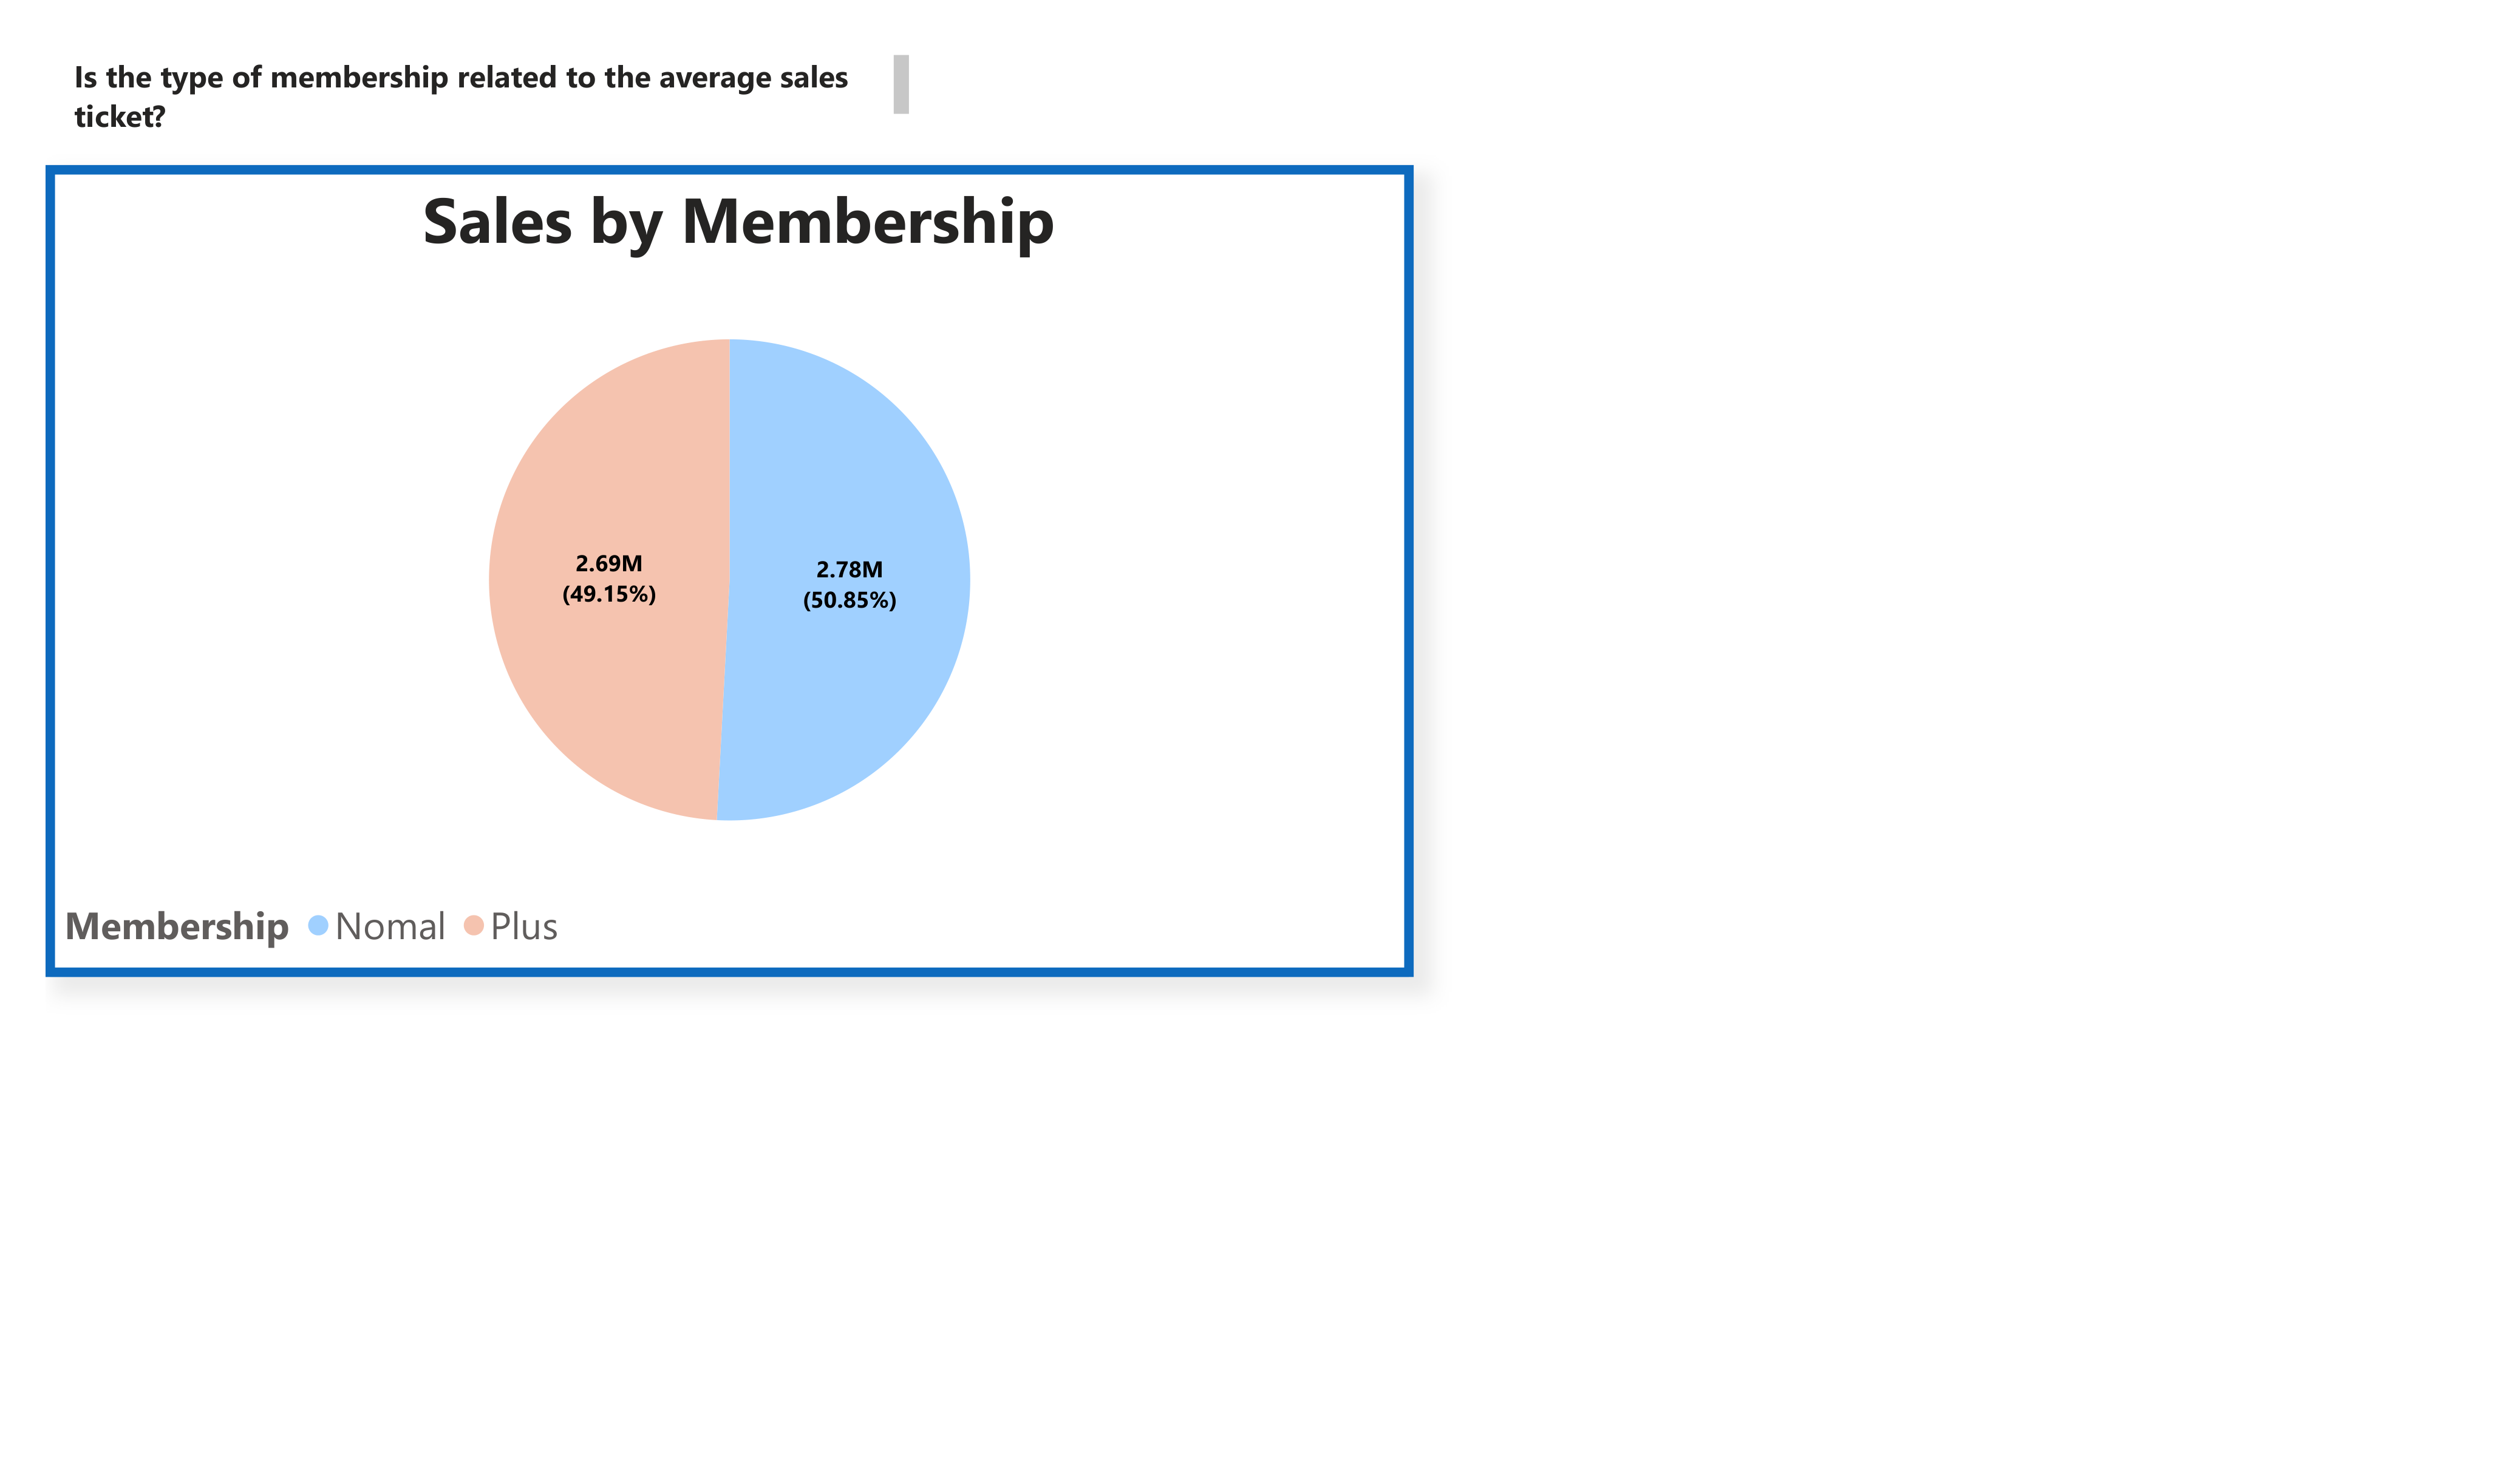 Is the type of membership related to the average sales
ticket?
Sales by Membership
2.69M
(49.15%)
2.78M
(50.85%)
Membership Nomal Plus